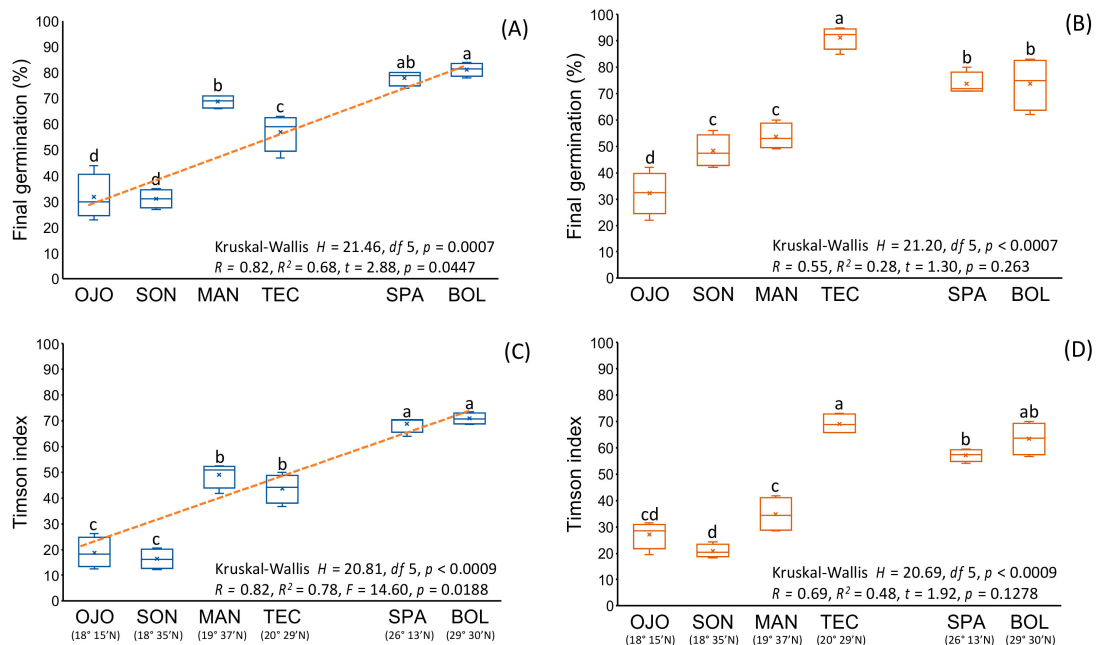 (A)
Final germination (%)
100
90
80
70
60
50
40
30
20
10
0
d
d
b
c
ab
a
Kruskal-Wallis H = 21.46, df 5, p = 0.0007
R = 0.82, R² = 0.68, t = 2.88, p = 0.0447
OJO SON MAN TEC SPA BOL
(B)
Final germination (%)
100
90
80
70
60
50
40
30
20
10
0
d
c
c
a
b
b
Kruskal-Wallis H = 21.20, df 5, p < 0.0007
R = 0.55, R² = 0.28, t = 1.30, p = 0.263
OJO SON MAN TEC SPA BOL
(C)
Timson index
100
90
80
70
60
50
40
30
20
10
0
c
c
b
b
a
a
Kruskal-Wallis H = 20.81, df 5, p < 0.0009
R = 0.82, R² = 0.78, F = 14.60, p = 0.0188
OJO SON MAN TEC SPA BOL
(18° 15′N) (18° 35′N) (19° 37′N) (20° 29′N) (26° 13′N) (29° 30′N)
(D)
Timson index
100
90
80
70
60
50
40
30
20
10
0
cd
d
c
a
b
ab
Kruskal-Wallis H = 20.69, df 5, p < 0.0009
R = 0.69, R² = 0.48, t = 1.92, p = 0.1278
OJO SON MAN TEC SPA BOL
(18° 15′N) (18° 35′N) (19° 37′N) (20° 29′N) (26° 13′N) (29° 30′N)